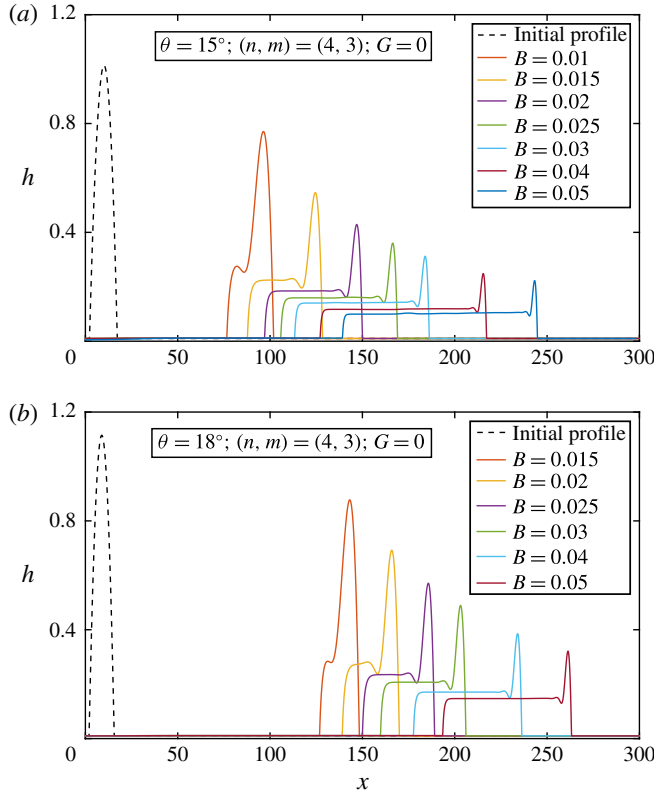 (a)
1.2
0.8
0.4
h
θ = 15°; (n, m) = (4, 3); G = 0
Initial profile
B = 0.01
B = 0.015
B = 0.02
B = 0.025
B = 0.03
B = 0.04
B = 0.05
0 50 100 150 200 250 300
(b)
1.2
0.8
0.4
h
θ = 18°; (n, m) = (4, 3); G = 0
Initial profile
B = 0.015
B = 0.02
B = 0.025
B = 0.03
B = 0.04
B = 0.05
0 50 100 150 200 250 300
x